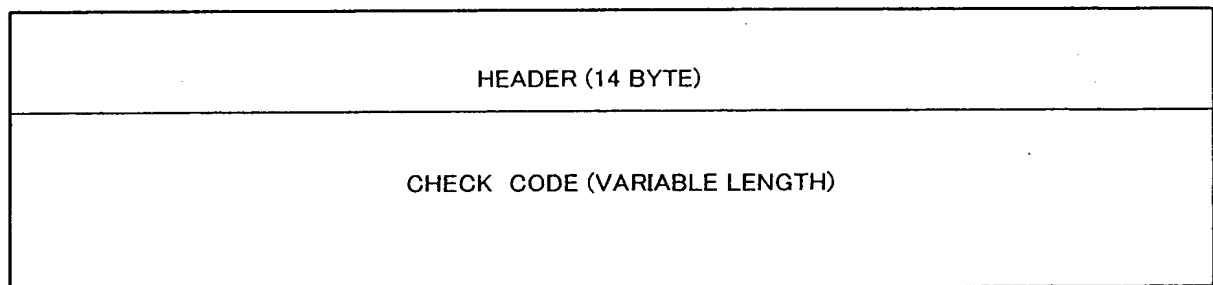 HEADER (14 BYTE)
CHECK CODE (VARIABLE LENGTH)